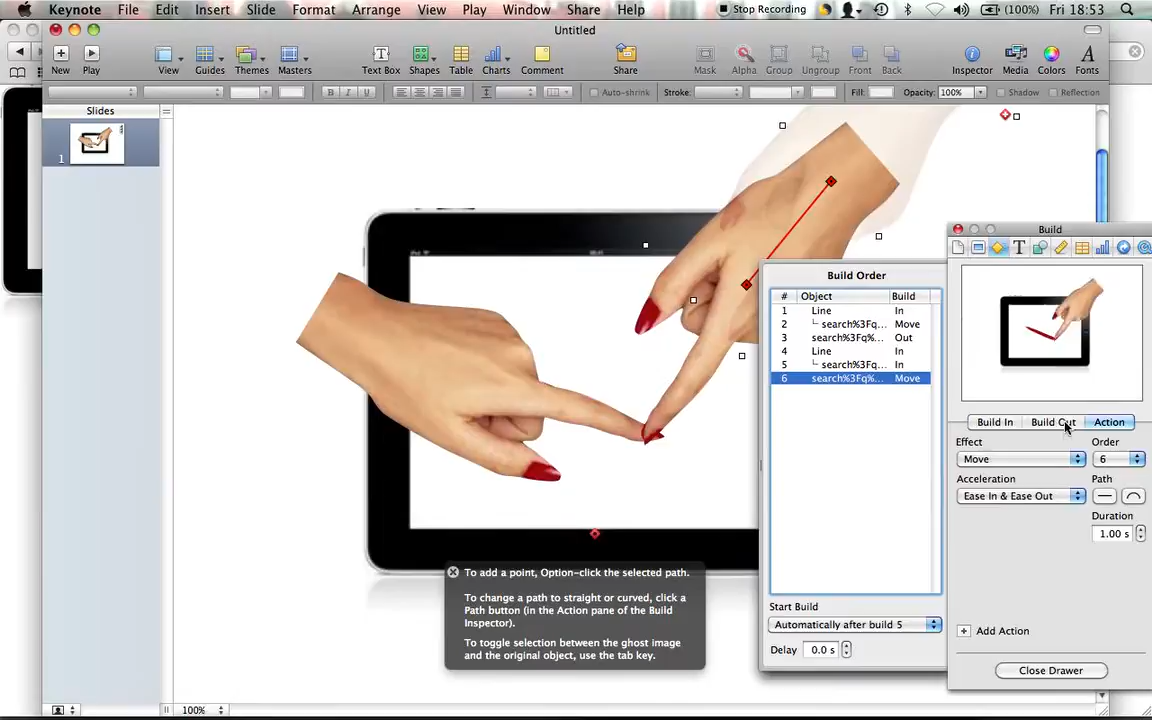 Keynote File Edit Insert Slide Format Arrange View Play Window Share Help Stop Recording (100%) Fri 18:53
Untitled
New Play View Guides Themes Masters Text Box Shapes Table Charts Comment Share Mask Alpha Group Ungroup Front Back Inspector Media Colors Fonts
B I U Auto-shrink Stroke: Fill: Opacity: 100% Shadow Reflection
Slides
1
Build
Build Order
# Object Build
1 Line In
2 search%3Fq... Move
3 search%3Fq%... Out
4 Line In
5 search%3Fq... In
6 search%3Fq%... Move
Start Build
Automatically after build 5
Delay 0.0 s
Build In Build Out Action
Effect Order
Move 6
Acceleration Path
Ease In & Ease Out
Duration
1.00 s
Add Action
Close Drawer
To add a point, Option-click the selected path.
To change a path to straight or curved, click a
Path button (in the Action pane of the Build
Inspector).
To toggle selection between the ghost image
and the original object, use the tab key.
100%